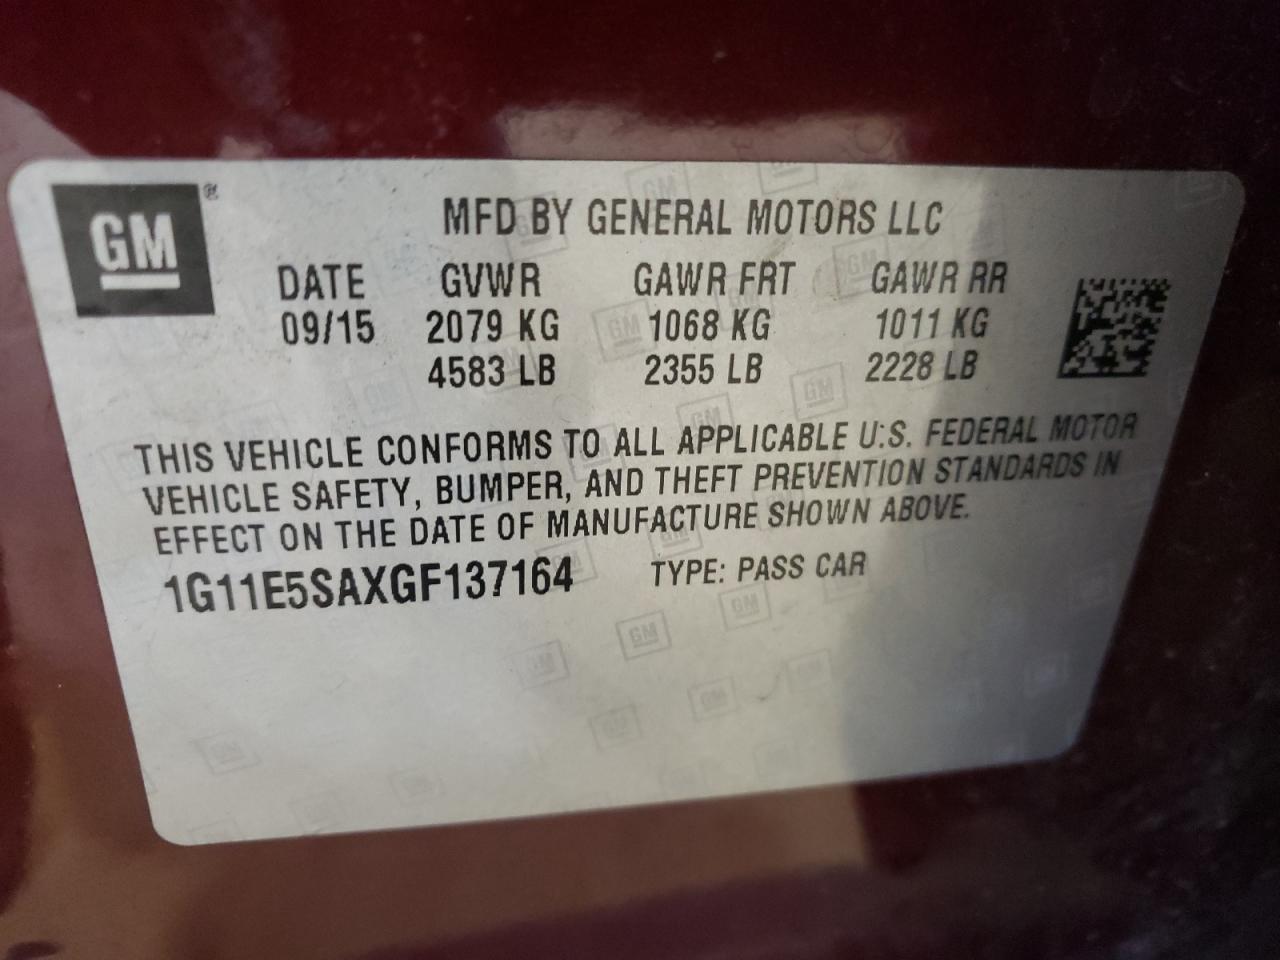 GM®
MFD BY GENERAL MOTORS LLC
DATE GVWR GAWR FRT GAWR RR
09/15 2079 KG 1068 KG 1011 KG
4583 LB 2355 LB 2228 LB
THIS VEHICLE CONFORMS TO ALL APPLICABLE U.S. FEDERAL MOTOR
VEHICLE SAFETY, BUMPER, AND THEFT PREVENTION STANDARDS IN
EFFECT ON THE DATE OF MANUFACTURE SHOWN ABOVE.
1G11E5SAXGF137164 TYPE: PASS CAR